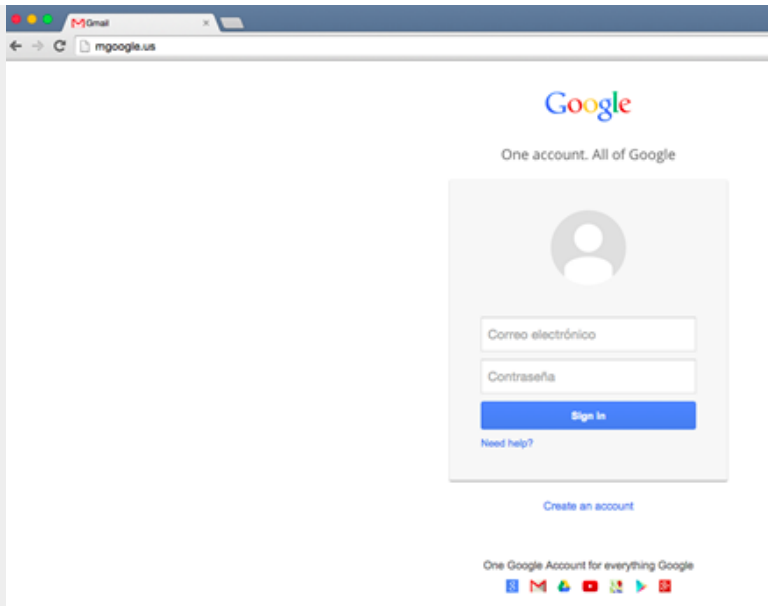 Gmail
mgoogle.us
Google
One account. All of Google
Correo electrónico
Contraseña
Sign in
Need help?
Create an account
One Google Account for everything Google